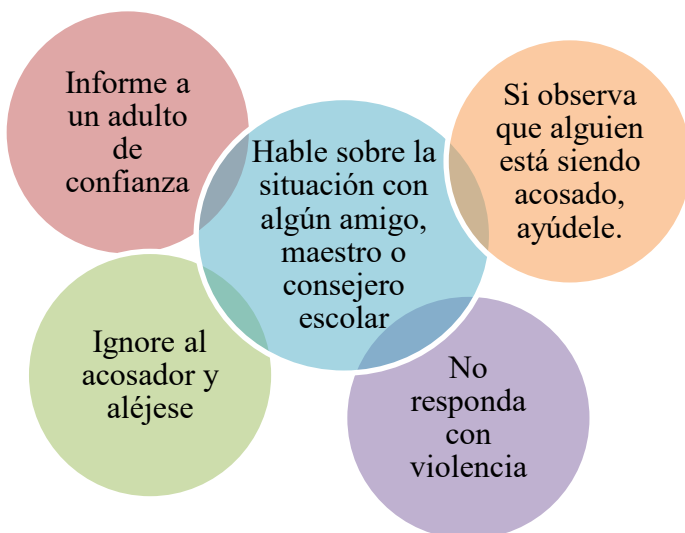 Informe a
un adulto
de
confianza
Hable sobre la
situación con
algún amigo,
maestro o
consejero
escolar
Si observa
que alguien
está siendo
acosado,
ayúdele.
Ignore al
acosador y
aléjese
No
responda
con
violencia